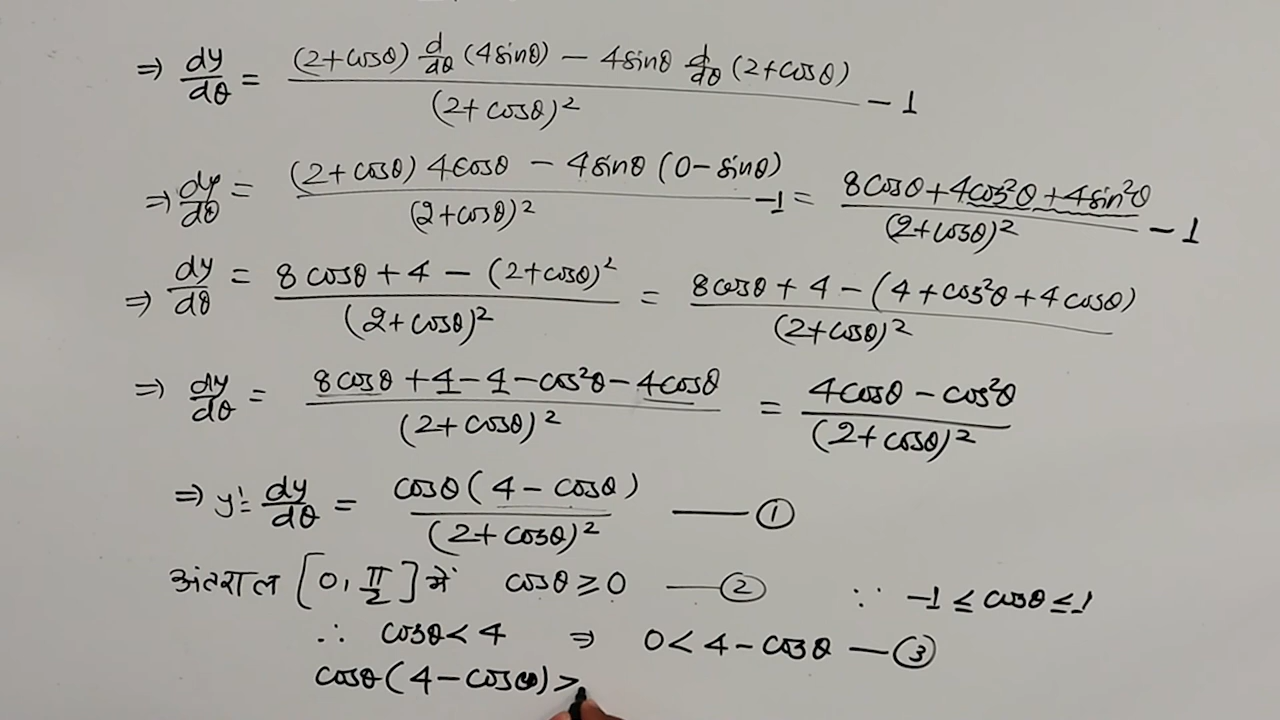 ⇒ dy/dθ = ((2+cosθ) d/dθ (4sinθ) − 4sinθ d/dθ (2+cosθ))/(2+cosθ)² − 1
⇒ dy/dθ = ((2+cosθ) 4cosθ − 4sinθ (0−sinθ))/(2+cosθ)² − 1 = (8cosθ+4cos²θ+4sin²θ)/(2+cosθ)² − 1
⇒ dy/dθ = (8cosθ+4−(2+cosθ)²)/(2+cosθ)² = (8cosθ+4−(4+cos²θ+4cosθ))/(2+cosθ)²
⇒ dy/dθ = (8cosθ+4−4−cos²θ−4cosθ)/(2+cosθ)² = (4cosθ−cos²θ)/(2+cosθ)²
⇒ y' = dy/dθ = (cosθ(4−cosθ))/(2+cosθ)² — ①
अंतराल [0, π/2] में cosθ ≥ 0 — ② ∵ −1 ≤ cosθ ≤ 1
∴ cosθ < 4 ⇒ 0 < 4−cosθ — ③
cosθ(4−cosθ) >